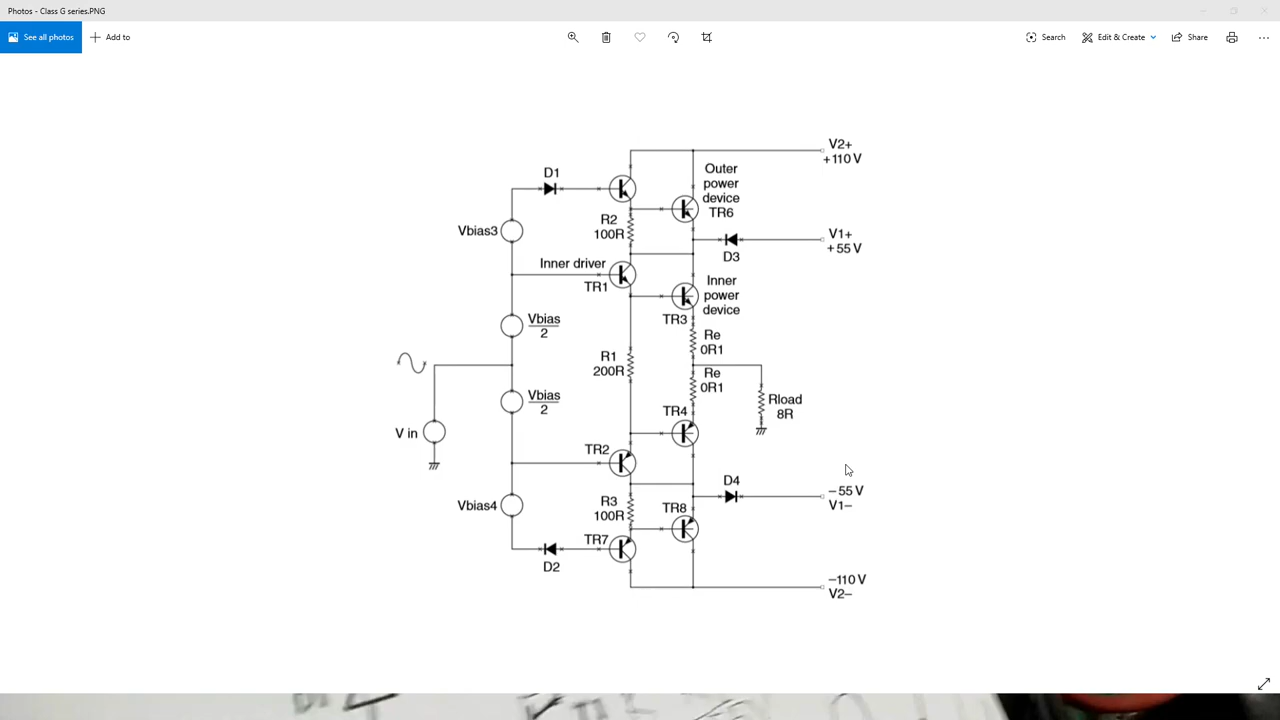 Photos - Class G series.PNG
See all photos
Add to
Search
Edit & Create
Share
V2+
+110 V
D1
Outer
power
device
TR6
R2
100R
Vbias3
V1+
+55 V
D3
Inner driver
TR1
Inner
power
device
TR3
Vbias
2
Re
0R1
R1
200R
Re
0R1
Vbias
2
Rload
8R
TR4
V in
TR2
D4
−55 V
V1−
Vbias4
R3
100R
TR8
TR7
D2
−110 V
V2−